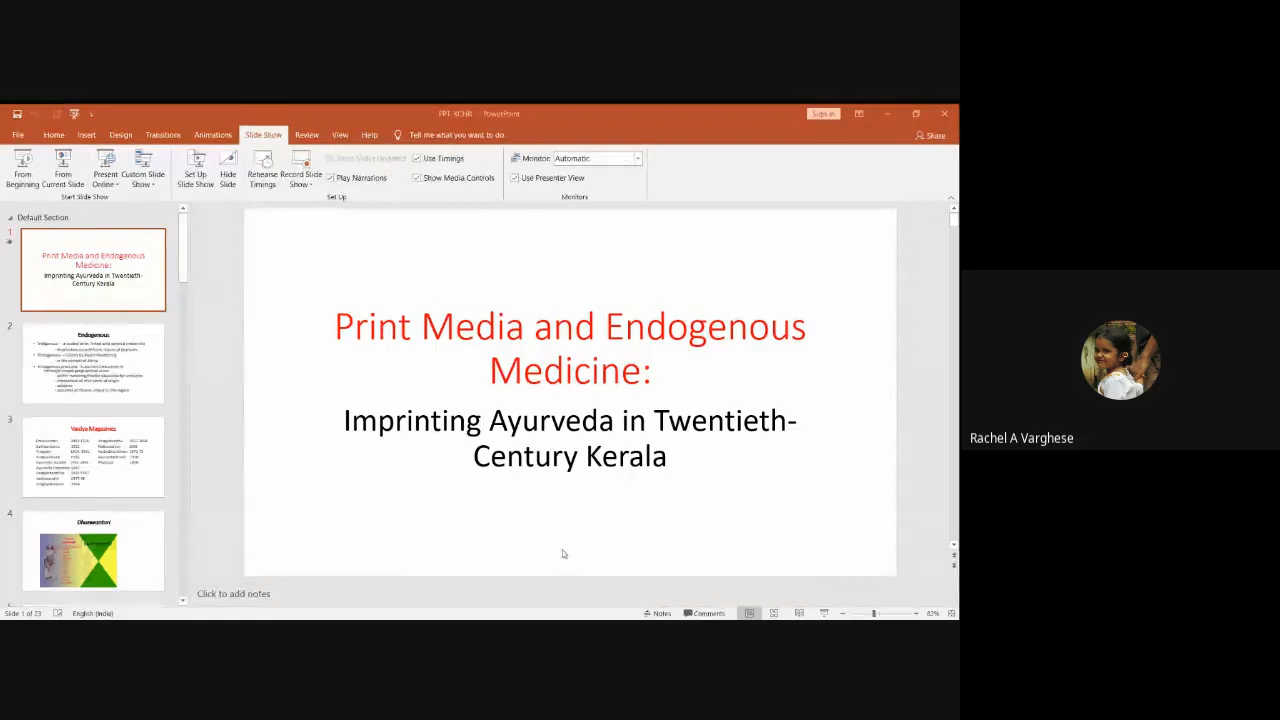 PowerPoint
Sign in
File Home Insert Design Transitions Animations Slide Show Review View Help Tell me what you want to do
Share
From Beginning
From Current Slide
Present Online
Custom Slide Show
Set Up Slide Show
Hide Slide
Rehearse Timings
Record Slide Show
Keep Slides Updated
Play Narrations
Use Timings
Show Media Controls
Monitor: Automatic
Use Presenter View
Start Slide Show
Set Up
Monitors
Default Section
1
Print Media and Endogenous
Medicine:
Imprinting Ayurveda in Twentieth-
Century Kerala
2
Endogenous
3
Vaidya Magazines
4
Dhanwantari
Print Media and Endogenous
Medicine:
Imprinting Ayurveda in Twentieth-
Century Kerala
Click to add notes
Slide 1 of 23 English (India)
Notes Comments
82%
Rachel A Varghese